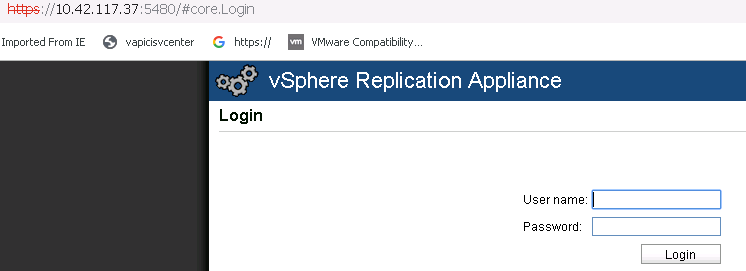 https://10.42.117.37:5480/#core.Login
Imported From IE vapicisvcenter https:// vm VMware Compatibility...
vSphere Replication Appliance
Login
User name:
Password:
Login